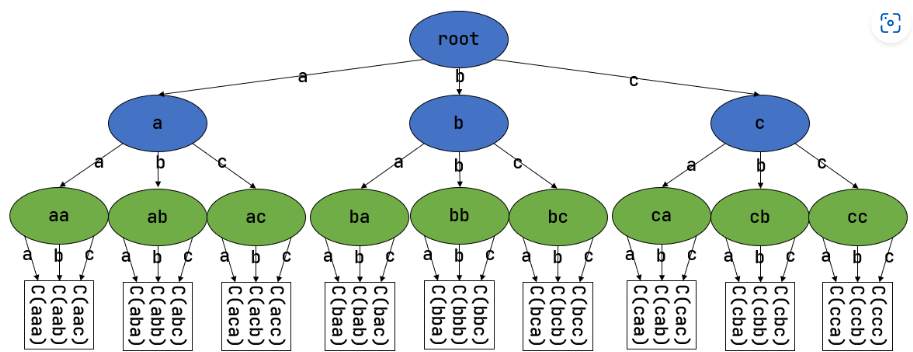 root
a b c
a b c
a b c a b c a b c
aa ab ac ba bb bc ca cb cc
a b c a b c a b c a b c a b c a b c a b c a b c a b c
C(aaa)
C(aab)
C(aac)
C(aba)
C(abb)
C(abc)
C(aca)
C(acb)
C(acc)
C(baa)
C(bab)
C(bac)
C(bba)
C(bbb)
C(bbc)
C(bca)
C(bcb)
C(bcc)
C(caa)
C(cab)
C(cac)
C(cba)
C(cbb)
C(cbc)
C(cca)
C(ccb)
C(ccc)